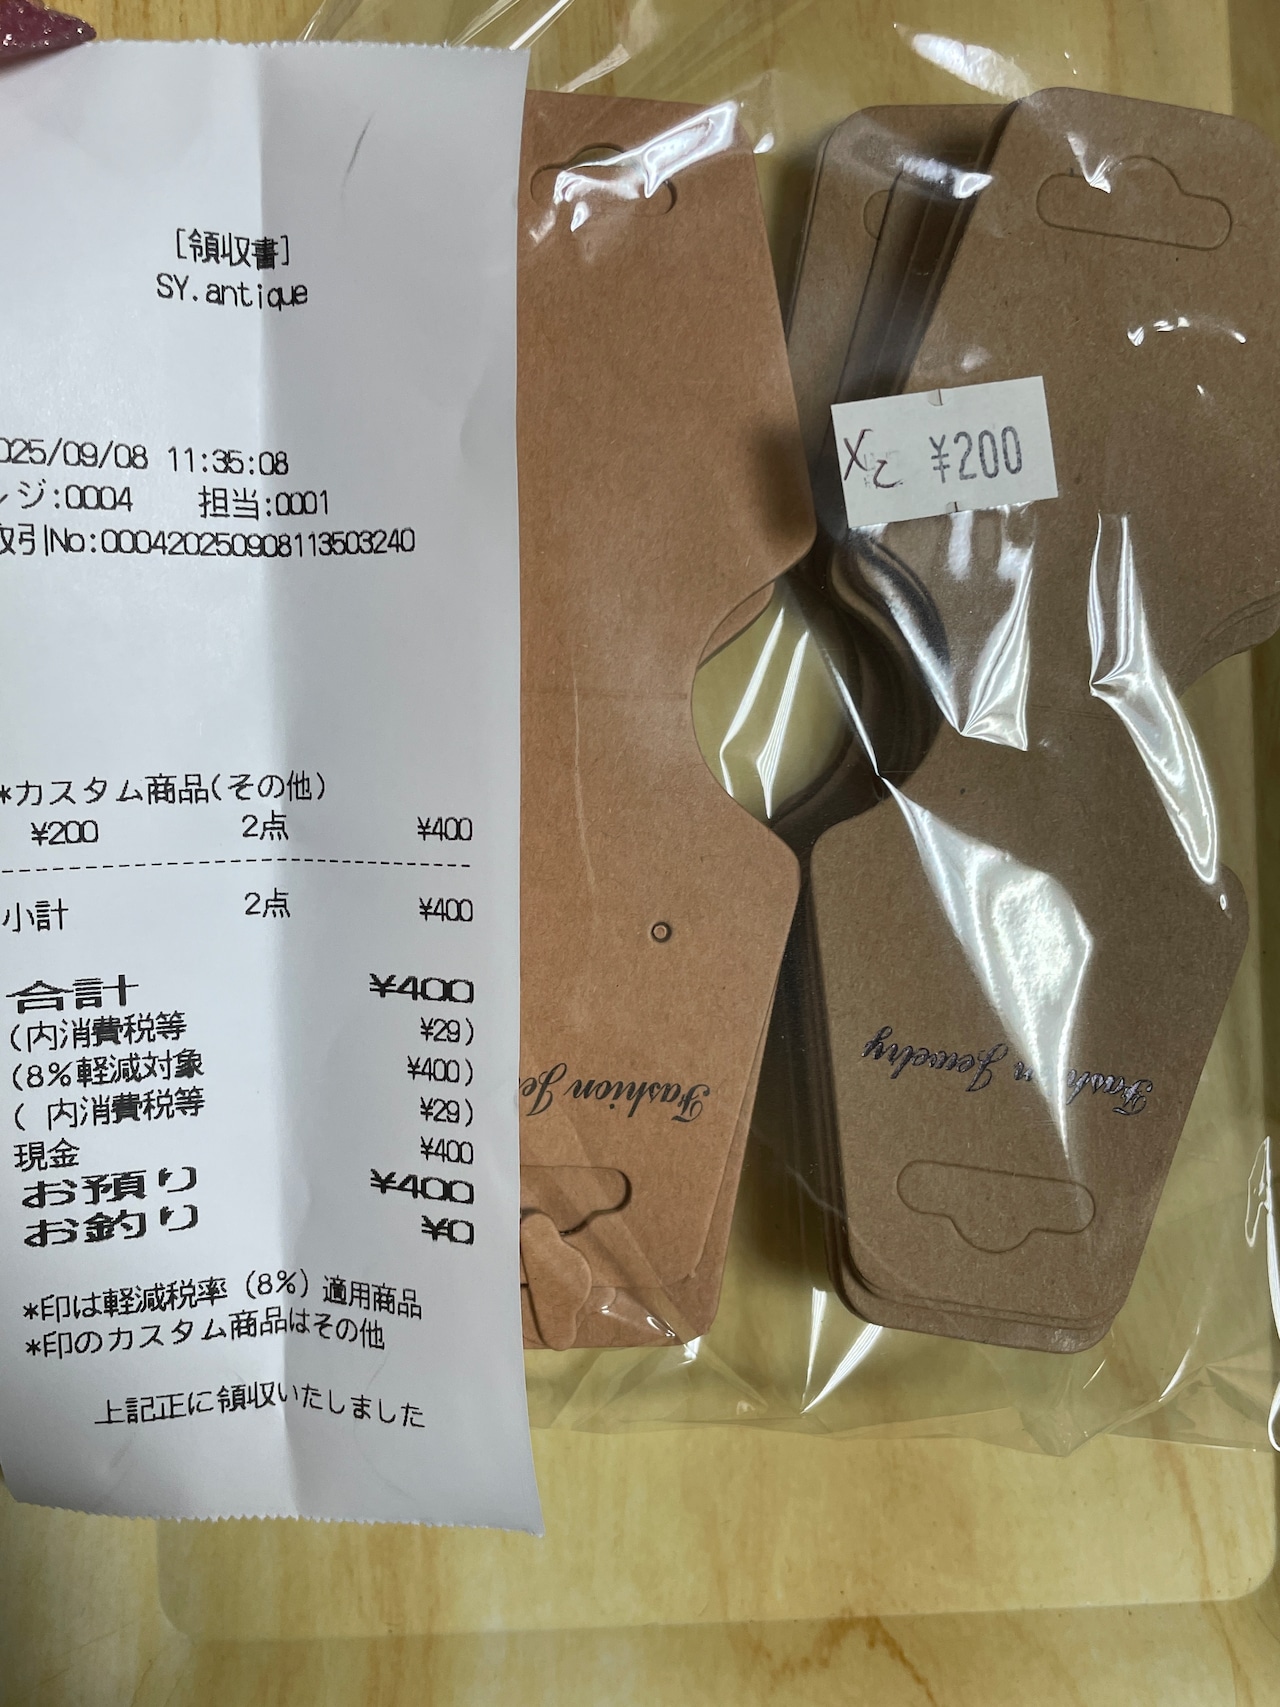 [領収書]
SY.antique
025/09/08 11:35:08
レジ:0004 担当:0001
取引No:00042025090811350324​0
*カスタム商品(その他)
¥200 2点 ¥400
小計 2点 ¥400
合計 ¥400
(内消費税等 ¥29)
(8%軽減対象 ¥400)
( 内消費税等 ¥29)
現金 ¥400
お預り ¥400
お釣り ¥0
*印は軽減税率(8%)適用商品
*印のカスタム商品はその他
上記正に領収いたしました
X2 ¥200
Fashion Je
Fashion Jewelry